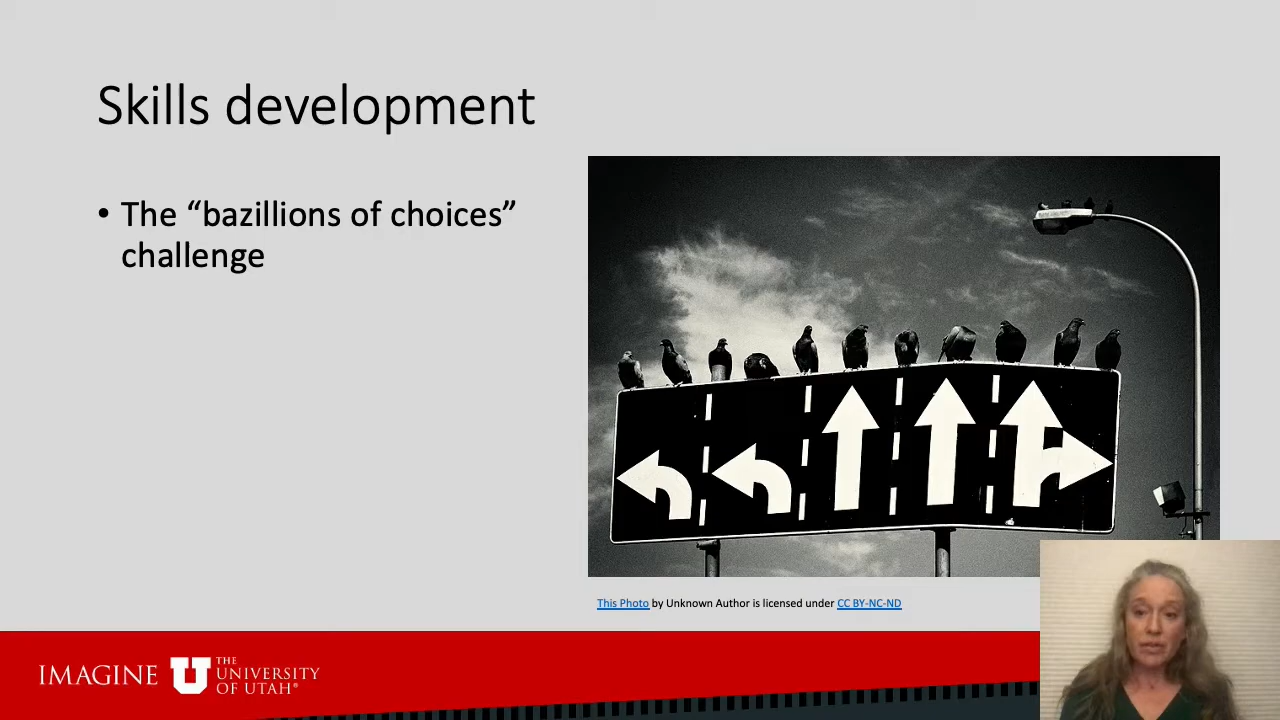 Skills development
• The “bazillions of choices”
challenge
This Photo by Unknown Author is licensed under CC BY-NC-ND
IMAGINE
THE
UNIVERSITY
OF UTAH®